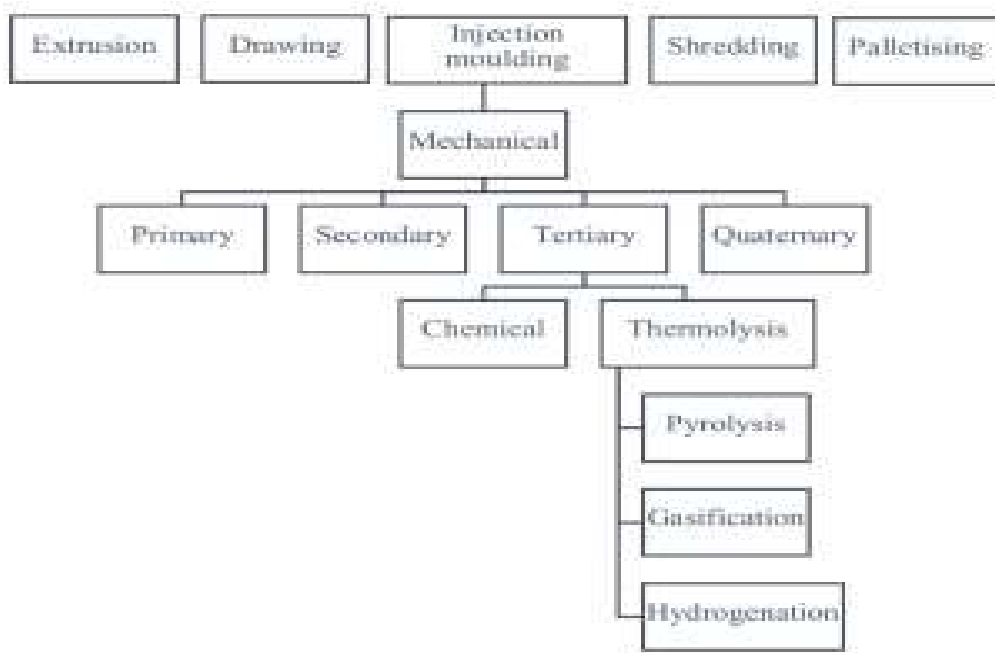 Extrusion
Drawing
Injection
moulding
Shredding
Palletising
Mechanical
Primary
Secondary
Tertiary
Quaternary
Chemical
Thermolysis
Pyrolysis
Gasification
Hydrogenation